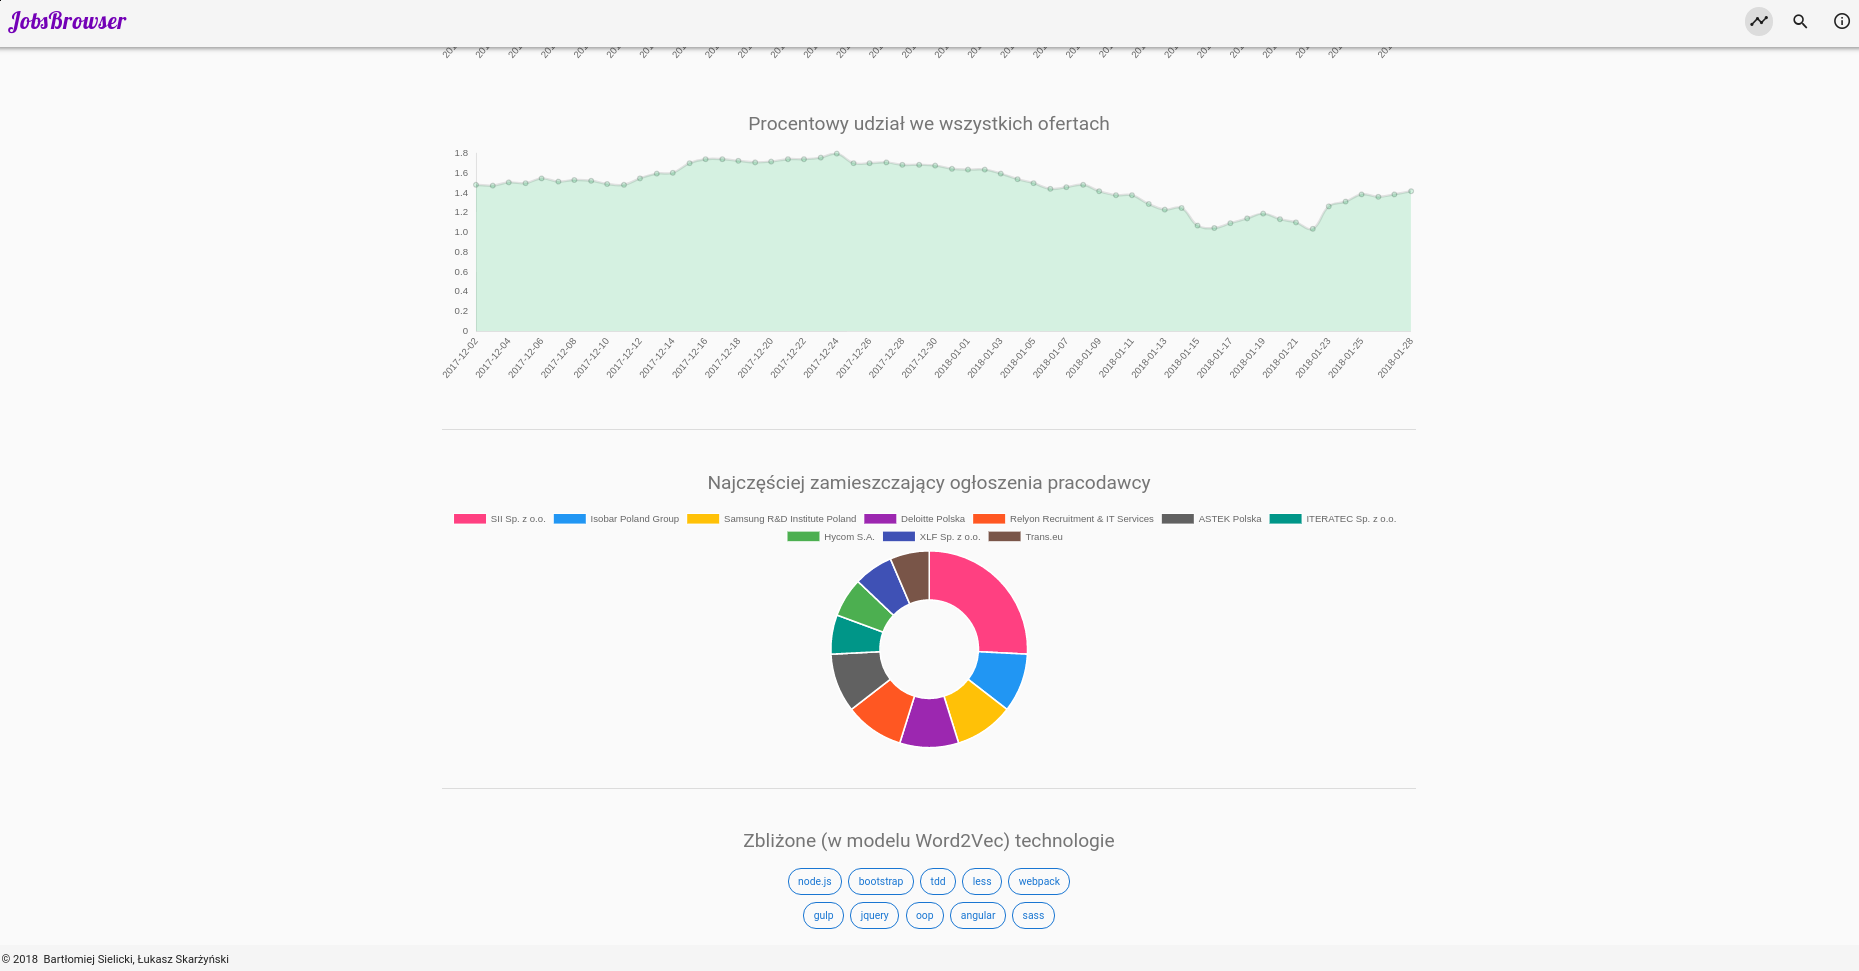 JobsBrowser
Procentowy udział we wszystkich ofertach
1.8
1.6
1.4
1.2
1.0
0.8
0.6
0.4
0.2
0
2017-12-02 2017-12-04 2017-12-06 2017-12-08 2017-12-10 2017-12-12 2017-12-14 2017-12-16 2017-12-18 2017-12-20 2017-12-22 2017-12-24 2017-12-26 2017-12-28 2017-12-30 2018-01-01 2018-01-03 2018-01-05 2018-01-07 2018-01-09 2018-01-11 2018-01-13 2018-01-15 2018-01-17 2018-01-19 2018-01-21 2018-01-23 2018-01-25 2018-01-28
Najczęściej zamieszczający ogłoszenia pracodawcy
SII Sp. z o.o. Isobar Poland Group Samsung R&D Institute Poland Deloitte Polska Relyon Recruitment & IT Services ASTEK Polska ITERATEC Sp. z o.o.
Hycom S.A. XLF Sp. z o.o. Trans.eu
Zbliżone (w modelu Word2Vec) technologie
node.js bootstrap tdd less webpack
gulp jquery oop angular sass
© 2018 Bartłomiej Sielicki, Łukasz Skarżyński